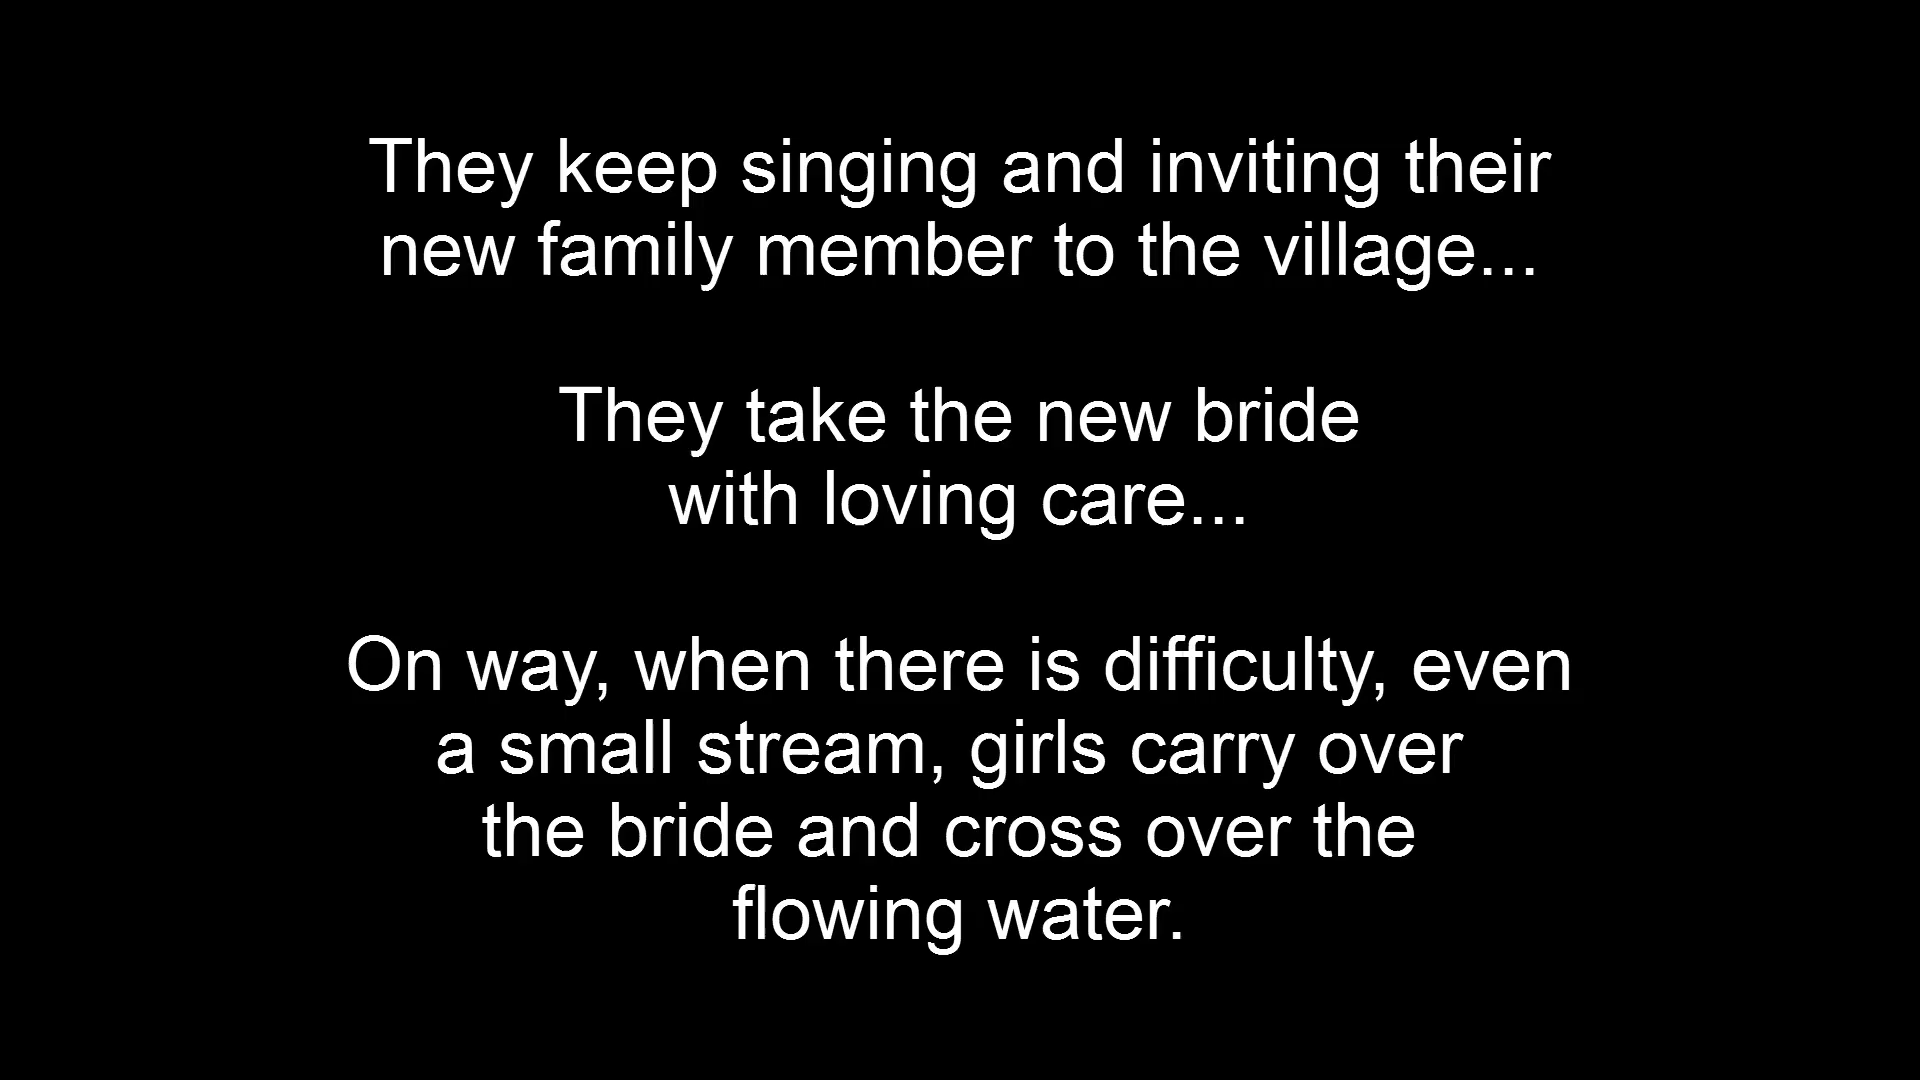 They keep singing and inviting their
new family member to the village...
They take the new bride
with loving care...
On way, when there is difficulty, even
a small stream, girls carry over
the bride and cross over the
flowing water.